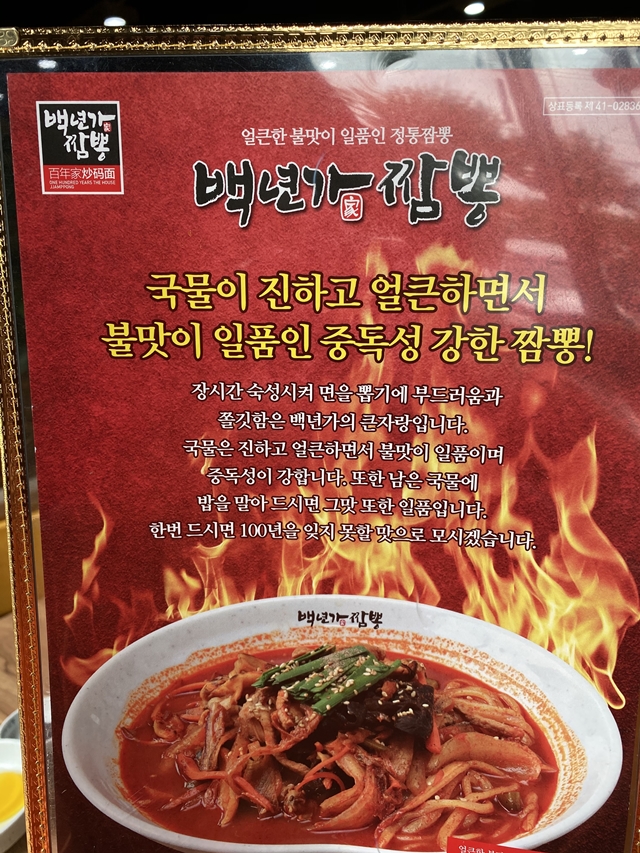 상표등록 제 41-02836
백년가
짬뽕
百年家炒码面
ONE HUNDRED YEARS THE HOUSE
JJAMPPONG
얼큰한 불맛이 일품인 정통짬뽕
백년가家짬뽕
국물이 진하고 얼큰하면서
불맛이 일품인 중독성 강한 짬뽕!
장시간 숙성시켜 면을 뽑기에 부드러움과
쫄깃함은 백년가의 큰자랑입니다.
국물은 진하고 얼큰하면서 불맛이 일품이며
중독성이 강합니다. 또한 남은 국물에
밥을 말아 드시면 그맛 또한 일품입니다.
한번 드시면 100년을 잊지 못할 맛으로 모시겠습니다.
백년가짬뽕
얼큰한